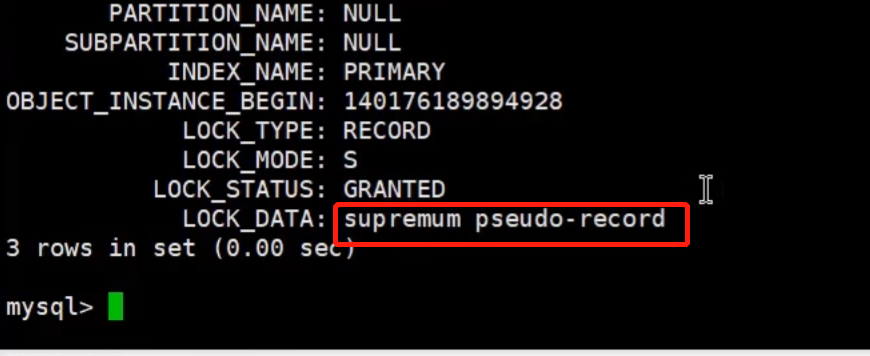 PARTITION_NAME: NULL
SUBPARTITION_NAME: NULL
INDEX_NAME: PRIMARY
OBJECT_INSTANCE_BEGIN: 140176189894928
LOCK_TYPE: RECORD
LOCK_MODE: S
LOCK_STATUS: GRANTED
LOCK_DATA: supremum pseudo-record
3 rows in set (0.00 sec)
mysql>